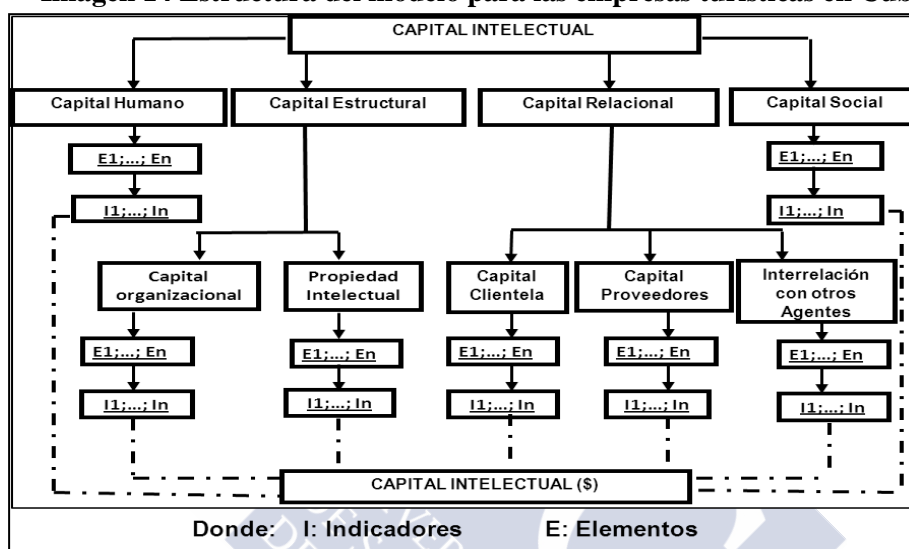 CAPITAL INTELECTUAL
Capital Humano
Capital Estructural
Capital Relacional
Capital Social
E1;...; En
E1;...; En
I1;...; In
I1;...; In
Capital
organizacional
Propiedad
Intelectual
Capital
Clientela
Capital
Proveedores
Interrelación
con otros
Agentes
E1;...; En
E1;...; En
E1;...; En
E1;...; En
E1;...; En
I1;...; In
I1;...; In
I1;...; In
I1;...; In
I1;...; In
CAPITAL INTELECTUAL ($)
Donde: I: Indicadores E: Elementos